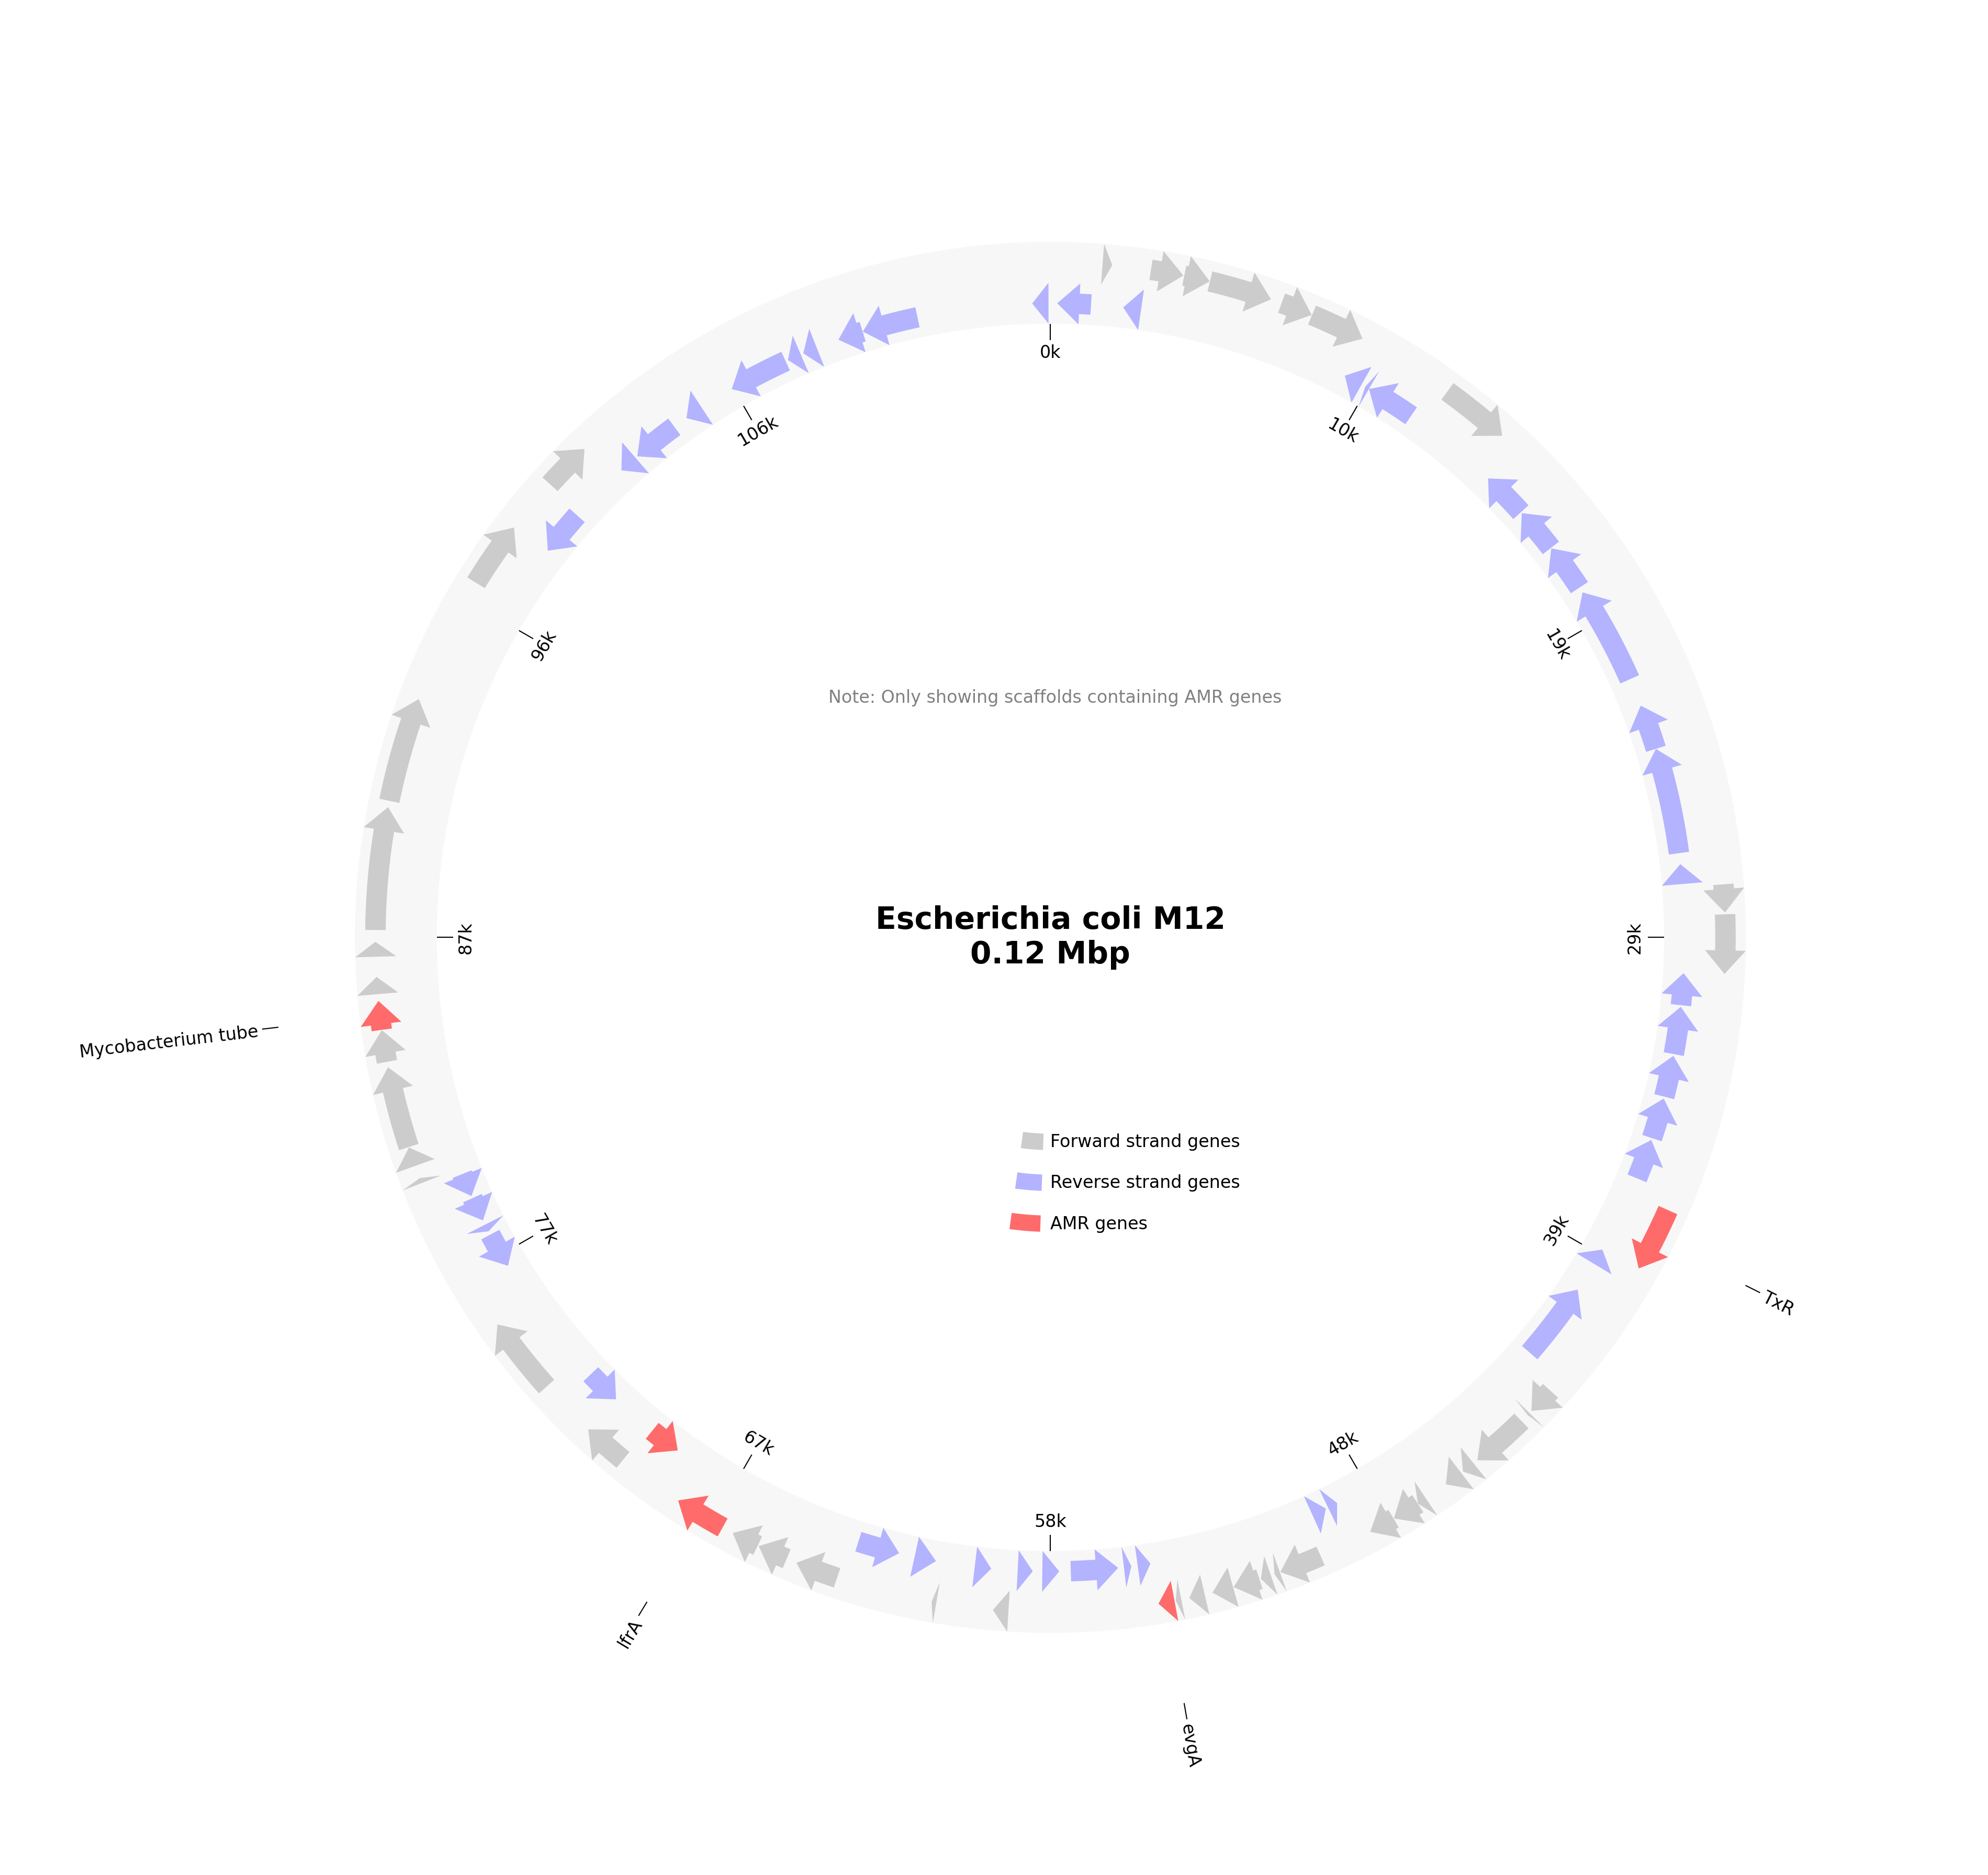 0k
10k
106k
19k
96k
Note: Only showing scaffolds containing AMR genes
Escherichia coli M12
0.12 Mbp
29k
87k
Mycobacterium tube
Forward strand genes
Reverse strand genes
AMR genes
39k
77k
TxR
48k
67k
58k
lfrA
evgA